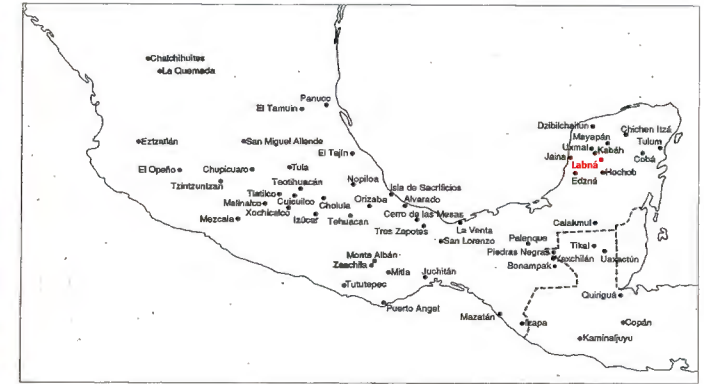 Chalchihuites
La Quemada
Panuco
El Tamuin
Dzibilchaltun
Chichen Itzá
Mayapán
Tulum
Uxmal
Kabáh
Jaina
Labná
Cobá
Hochob
Edzná
Etzatlán
San Miguel Allende
El Tejín
El Opeño
Chupicuaro
Tula
Teotihuacán
Nopiloa
Tzintzuntzan
Tlatilco
Isla de Sacrificios
Malinalco
Cuicuilco
Orizaba
Alvarado
Xochicalco
Cholula
Cerro de las Mesas
Mezcala
Izúcar
Tehuacan
La Venta
Calakmul
Tres Zapotes
San Lorenzo
Palenque
Tikal
Piedras Negras
Yaxchilán
Uaxactún
Monte Albán
Zaachila
Bonampak
Mitla
Juchitán
Tututepec
Quiriguá
Puerto Angel
Mazatán
Izapa
Copán
Kaminaljuyu